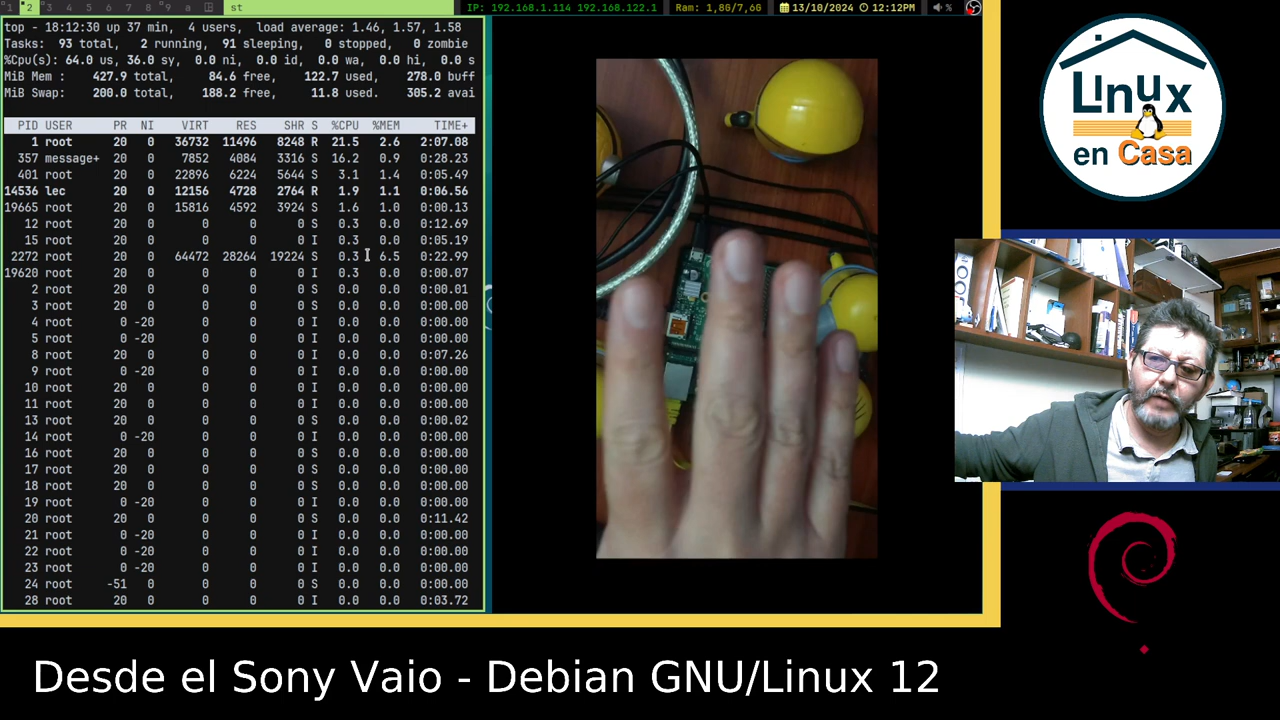 1 2 3 4 5 6 7 8 9 a st IP: 192.168.1.114 192.168.122.1 Ram: 1,8G/7,6G 13/10/2024 12:12PM %
top - 18:12:30 up 37 min, 4 users, load average: 1.46, 1.57, 1.58
Tasks: 93 total, 2 running, 91 sleeping, 0 stopped, 0 zombie
%Cpu(s): 64.0 us, 36.0 sy, 0.0 ni, 0.0 id, 0.0 wa, 0.0 hi, 0.0 s
MiB Mem : 427.9 total, 84.6 free, 122.7 used, 278.0 buff
MiB Swap: 200.0 total, 188.2 free, 11.8 used. 305.2 avai
PID USER PR NI VIRT RES SHR S %CPU %MEM TIME+
1 root 20 0 36732 11496 8248 R 21.5 2.6 2:07.08
357 message+ 20 0 7852 4084 3316 S 16.2 0.9 0:28.23
401 root 20 0 22896 6224 5644 S 3.1 1.4 0:05.49
14536 lec 20 0 12156 4728 2764 R 1.9 1.1 0:06.56
19665 root 20 0 15816 4592 3924 S 1.6 1.0 0:00.13
12 root 20 0 0 0 0 S 0.3 0.0 0:12.69
15 root 20 0 0 0 0 I 0.3 0.0 0:05.19
2272 root 20 0 64472 28264 19224 S 0.3 6.5 0:22.99
19620 root 20 0 0 0 0 I 0.3 0.0 0:00.07
2 root 20 0 0 0 0 S 0.0 0.0 0:00.01
3 root 20 0 0 0 0 S 0.0 0.0 0:00.00
4 root 0 -20 0 0 0 I 0.0 0.0 0:00.00
5 root 0 -20 0 0 0 I 0.0 0.0 0:00.00
8 root 20 0 0 0 0 I 0.0 0.0 0:07.26
9 root 0 -20 0 0 0 I 0.0 0.0 0:00.00
10 root 20 0 0 0 0 I 0.0 0.0 0:00.00
11 root 20 0 0 0 0 I 0.0 0.0 0:00.00
13 root 20 0 0 0 0 S 0.0 0.0 0:00.02
14 root 0 -20 0 0 0 I 0.0 0.0 0:00.00
16 root 20 0 0 0 0 S 0.0 0.0 0:00.00
17 root 20 0 0 0 0 S 0.0 0.0 0:00.00
18 root 20 0 0 0 0 S 0.0 0.0 0:00.00
19 root 0 -20 0 0 0 I 0.0 0.0 0:00.00
20 root 20 0 0 0 0 S 0.0 0.0 0:11.42
21 root 0 -20 0 0 0 I 0.0 0.0 0:00.00
22 root 0 -20 0 0 0 I 0.0 0.0 0:00.00
23 root 0 -20 0 0 0 I 0.0 0.0 0:00.00
24 root -51 0 0 0 0 S 0.0 0.0 0:00.00
28 root 20 0 0 0 0 I 0.0 0.0 0:03.72
Linux
en Casa
Desde el Sony Vaio - Debian GNU/Linux 12